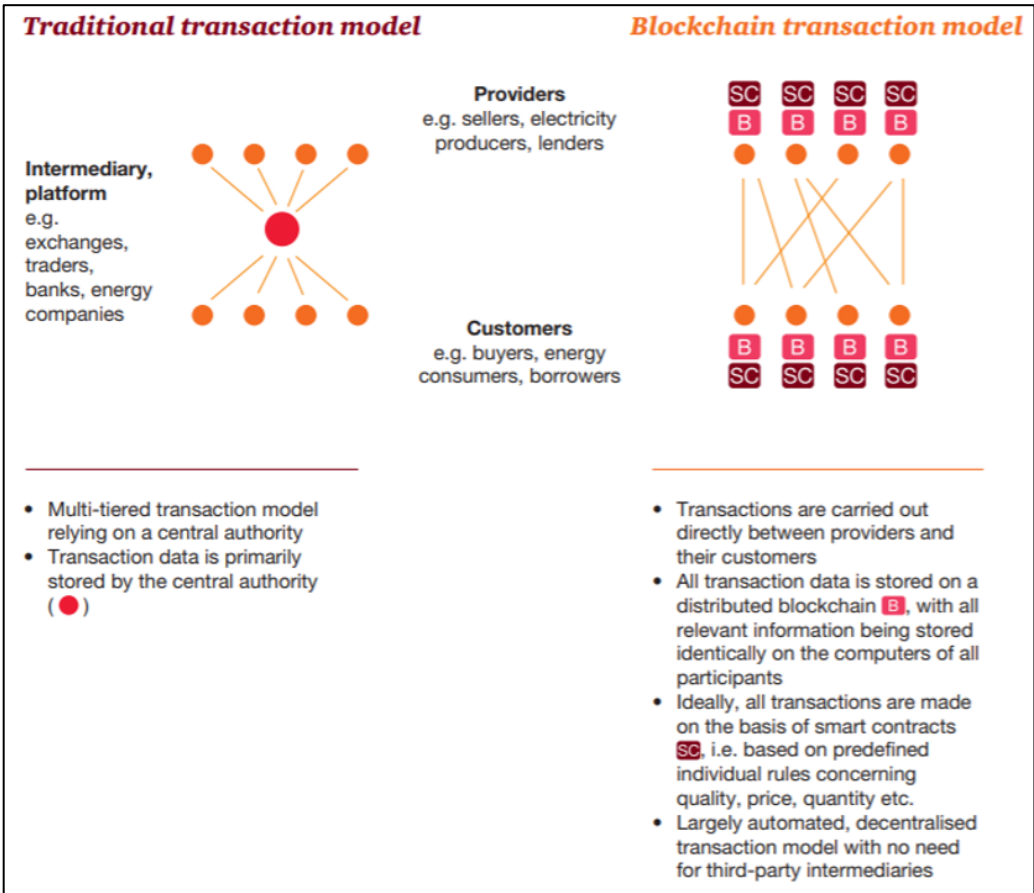 Traditional transaction model
Blockchain transaction model
Intermediary,
platform
e.g.
exchanges,
traders,
banks, energy
companies
Providers
e.g. sellers, electricity
producers, lenders
Customers
e.g. buyers, energy
consumers, borrowers
SC SC SC SC
B B B B
B B B B
SC SC SC SC
• Multi-tiered transaction model
relying on a central authority
• Transaction data is primarily
stored by the central authority
( )
• Transactions are carried out
directly between providers and
their customers
• All transaction data is stored on a
distributed blockchain B, with all
relevant information being stored
identically on the computers of all
participants
• Ideally, all transactions are made
on the basis of smart contracts
SC, i.e. based on predefined
individual rules concerning
quality, price, quantity etc.
• Largely automated, decentralised
transaction model with no need
for third-party intermediaries